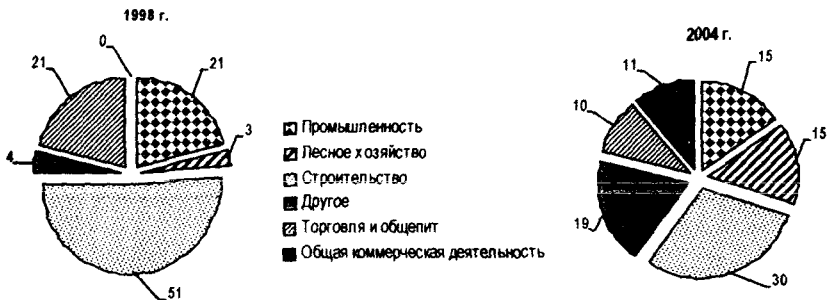 1998 г.
0
21
21
3
4
51
Промышленность
Лесное хозяйство
Строительство
Другое
Торговля и общепит
Общая коммерческая деятельность
2004 г.
11
15
10
15
19
30